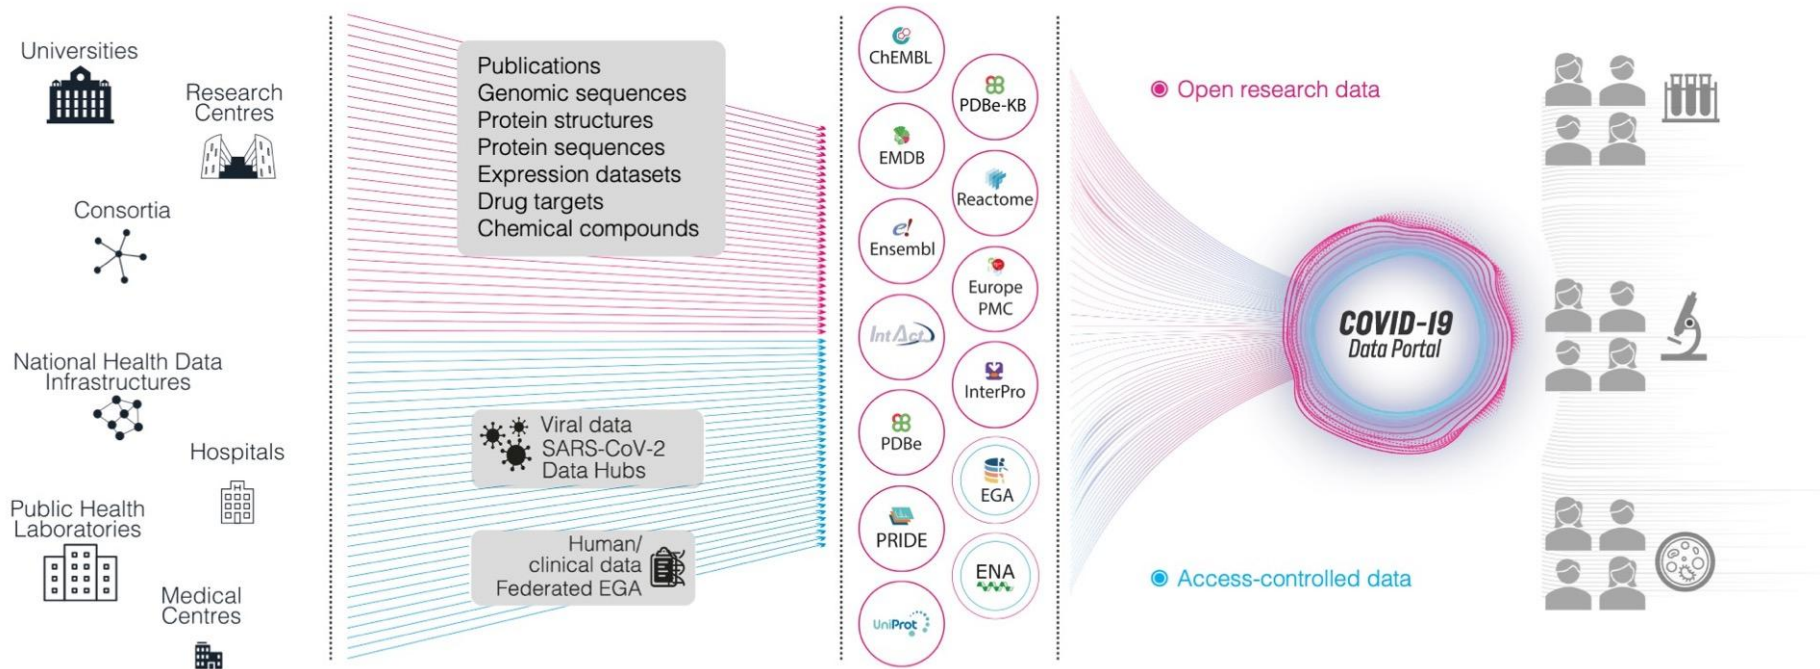 Universities
Research
Centres
Consortia
National Health Data
Infrastructures
Hospitals
Public Health
Laboratories
Medical
Centres
Publications
Genomic sequences
Protein structures
Protein sequences
Expression datasets
Drug targets
Chemical compounds
Viral data
SARS-CoV-2
Data Hubs
Human/
clinical data
Federated EGA
ChEMBL
PDBe-KB
EMDB
Reactome
e!
Ensembl
Europe
PMC
IntAct
InterPro
PDBe
EGA
PRIDE
ENA
UniProt
Open research data
COVID-19
Data Portal
Access-controlled data
H